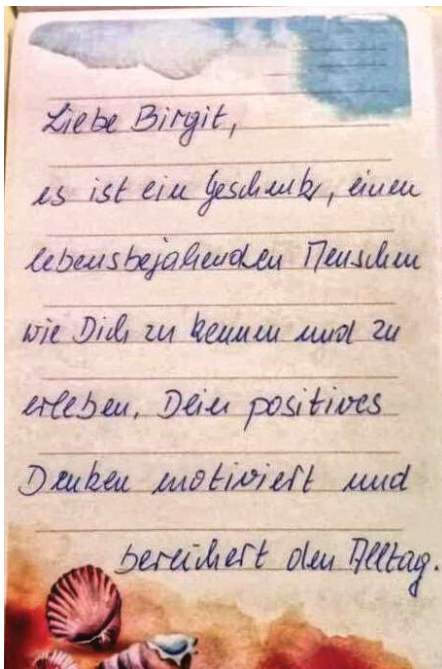 Liebe Birgit,
es ist ein Geschenk, einen
lebensbejahenden Menschen
wie Dich zu kennen und zu
erleben. Dein positives
Denken motiviert und
bereichert den Alltag.